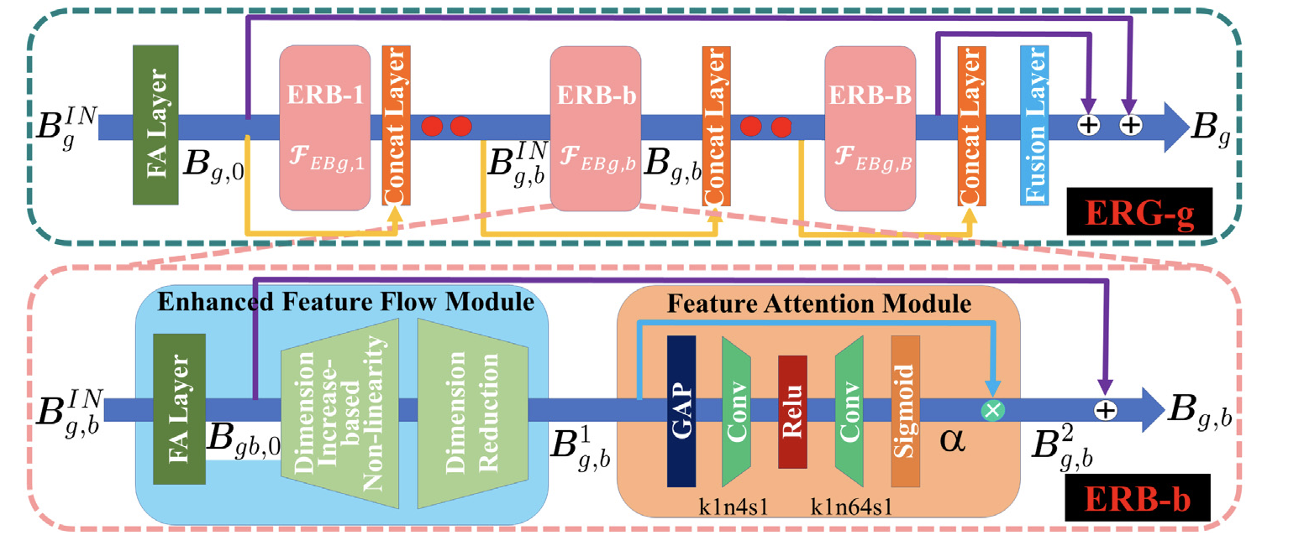 B_g^{IN}
FA Layer
B_{g,0}
ERB-1
ℱ_{EBg,1}
Concat Layer
B_{g,b}^{IN}
ERB-b
ℱ_{EBg,b}
B_{g,b}
Concat Layer
ERB-B
ℱ_{EBg,B}
Concat Layer
Fusion Layer
+
+
B_g
ERG-g
Enhanced Feature Flow Module
B_{g,b}^{IN}
FA Layer
B_{gb,0}
Dimension
Increase-
based
Non-linearity
Dimension
Reduction
B_{g,b}^1
Feature Attention Module
GAP
Conv
k1n4s1
Relu
Conv
k1n64s1
Sigmoid
α
×
B_{g,b}^2
+
B_{g,b}
ERB-b